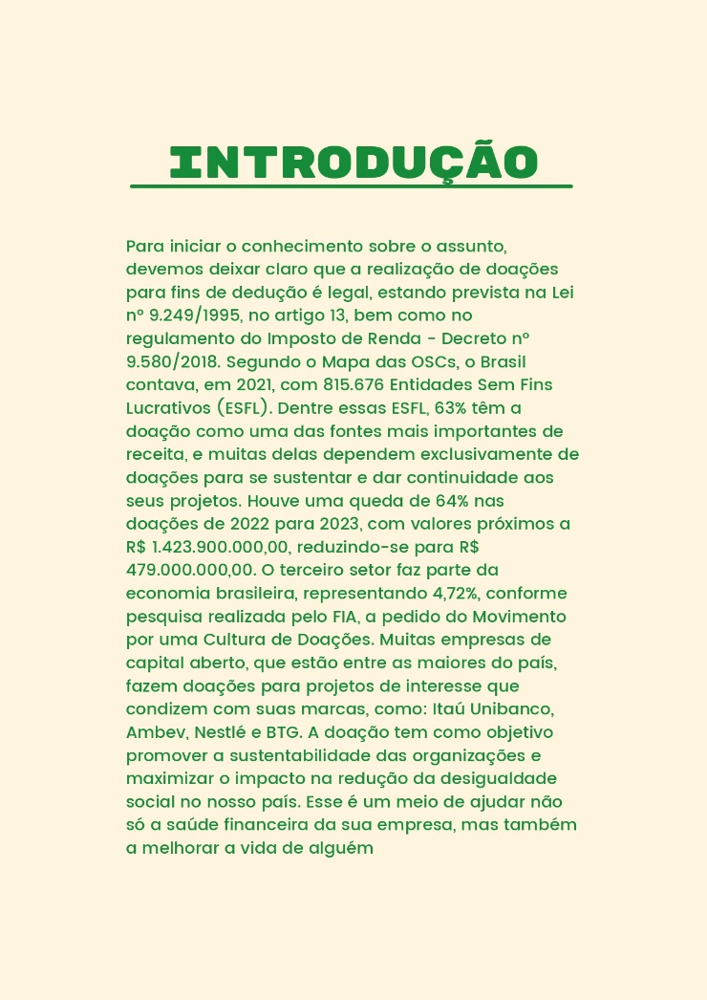 INTRODUÇÃO
Para iniciar o conhecimento sobre o assunto,
devemos deixar claro que a realização de doações
para fins de dedução é legal, estando prevista na Lei
nº 9.249/1995, no artigo 13, bem como no
regulamento do Imposto de Renda - Decreto nº
9.580/2018. Segundo o Mapa das OSCs, o Brasil
contava, em 2021, com 815.676 Entidades Sem Fins
Lucrativos (ESFL). Dentre essas ESFL, 63% têm a
doação como uma das fontes mais importantes de
receita, e muitas delas dependem exclusivamente de
doações para se sustentar e dar continuidade aos
seus projetos. Houve uma queda de 64% nas
doações de 2022 para 2023, com valores próximos a
R$ 1.423.900.000,00, reduzindo-se para R$
479.000.000,00. O terceiro setor faz parte da
economia brasileira, representando 4,72%, conforme
pesquisa realizada pelo FIA, a pedido do Movimento
por uma Cultura de Doações. Muitas empresas de
capital aberto, que estão entre as maiores do país,
fazem doações para projetos de interesse que
condizem com suas marcas, como: Itaú Unibanco,
Ambev, Nestlé e BTG. A doação tem como objetivo
promover a sustentabilidade das organizações e
maximizar o impacto na redução da desigualdade
social no nosso país. Esse é um meio de ajudar não
só a saúde financeira da sua empresa, mas também
a melhorar a vida de alguém